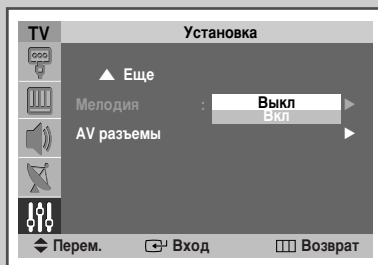 TV Установка
▲ Еще
Мелодия : Выкл ▶
Вкл
AV разъемы ▶
Перем. Вход Возврат